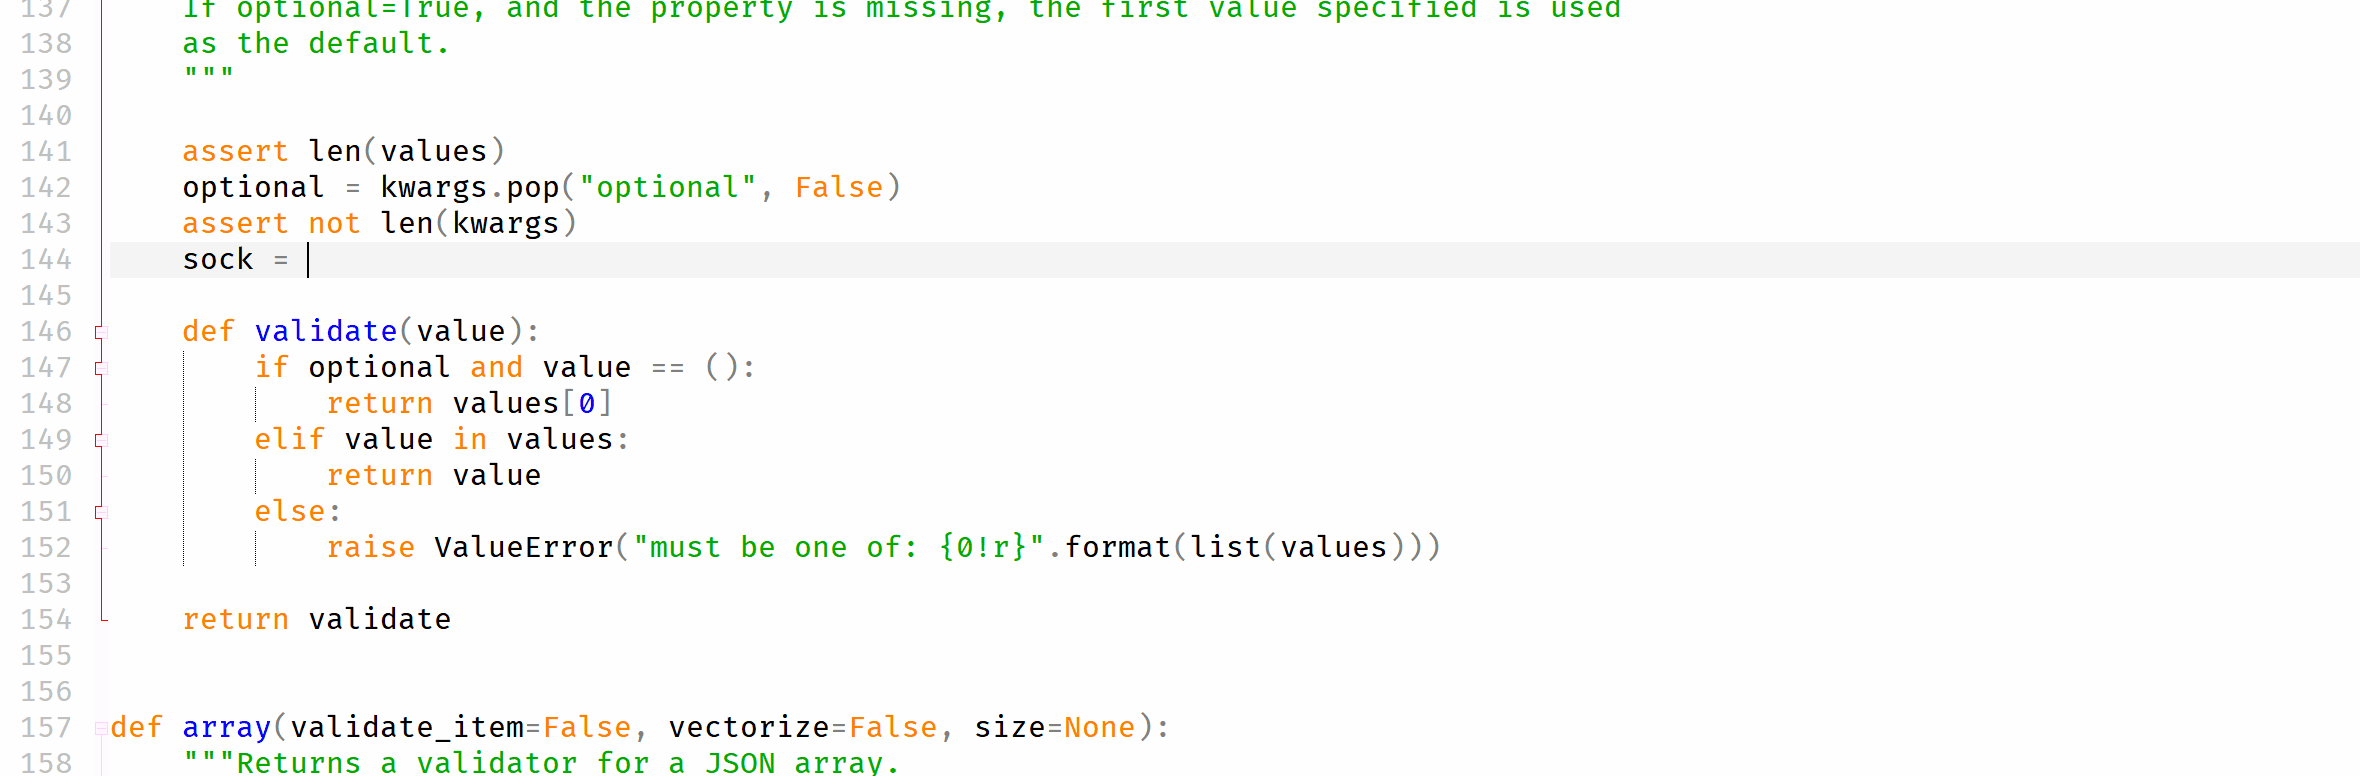 137     If optional=True, and the property is missing, the first value specified is used
138     as the default.
139     """
140
141     assert len(values)
142     optional = kwargs.pop("optional", False)
143     assert not len(kwargs)
144     sock =
145
146     def validate(value):
147         if optional and value == ():
148             return values[0]
149         elif value in values:
150             return value
151         else:
152             raise ValueError("must be one of: {0!r}".format(list(values)))
153
154     return validate
155
156
157 def array(validate_item=False, vectorize=False, size=None):
158     """Returns a validator for a JSON array.